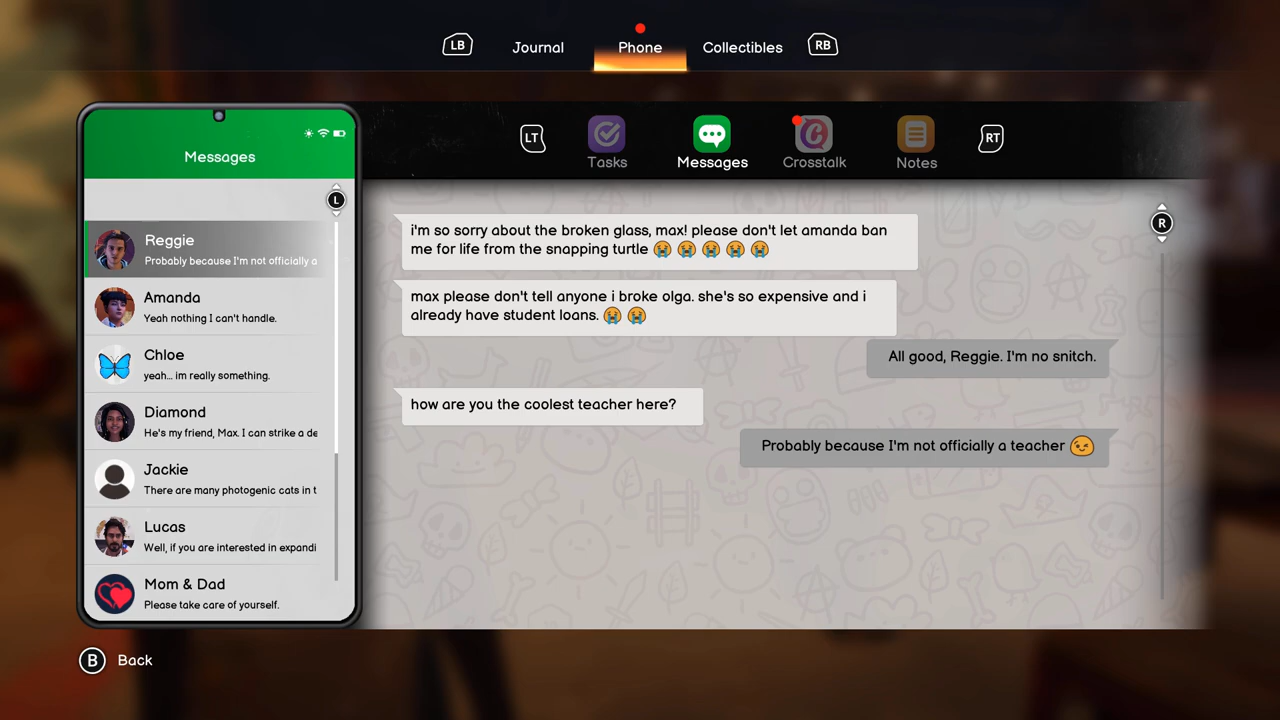 LB
Journal
Phone
Collectibles
RB
Messages
LT
Tasks
Messages
Crosstalk
Notes
RT
L
R
Reggie
Probably because I'm not officially a
Amanda
Yeah nothing I can't handle.
Chloe
yeah... im really something.
Diamond
He's my friend, Max. I can strike a de
Jackie
There are many photogenic cats in t
Lucas
Well, if you are interested in expandi
Mom & Dad
Please take care of yourself.
i'm so sorry about the broken glass, max! please don't let amanda ban
me for life from the snapping turtle 😭 😭 😭 😭 😭
max please don't tell anyone i broke olga. she's so expensive and i
already have student loans. 😭 😭
All good, Reggie. I'm no snitch.
how are you the coolest teacher here?
Probably because I'm not officially a teacher 😉
B
Back